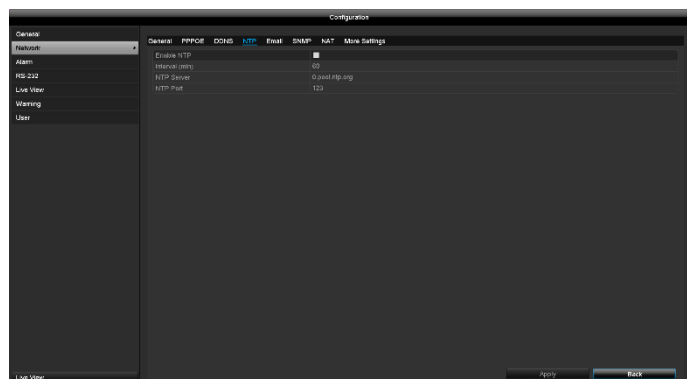 Configuration
General
Network
Alarm
RS-232
Live View
Warning
User
General PPPOE DDNS NTP Email SNMP NAT More Settings
Enable NTP
Interval (min) 60
NTP Server 0.pool.ntp.org
NTP Port 123
Live View
Apply Back